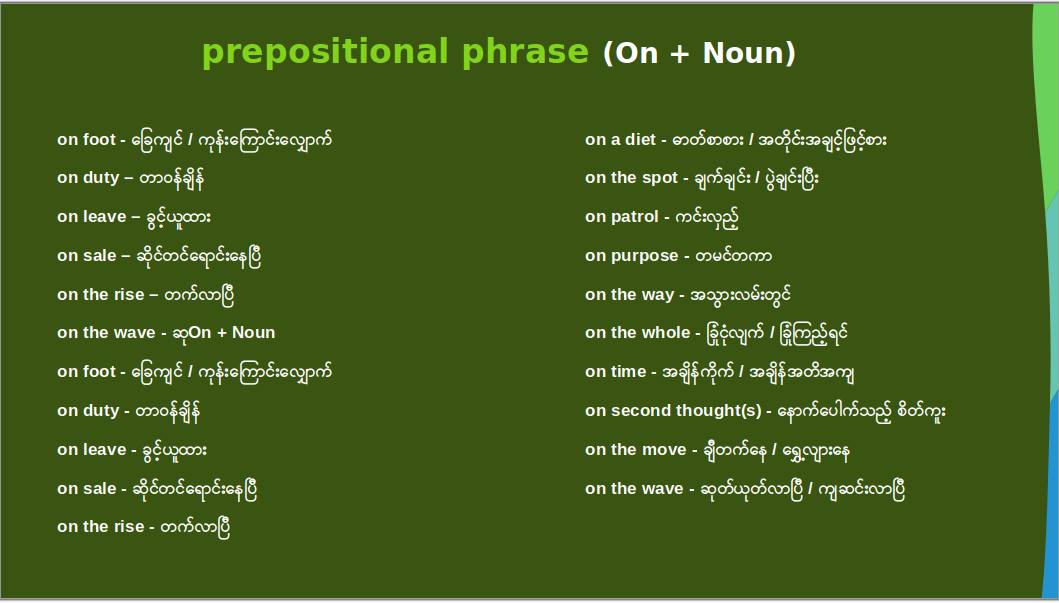 prepositional phrase (On + Noun)
on foot - ခြေကျင် / ကုန်းကြောင်းလျှောက်
on duty – တာဝန်ချိန်
on leave – ခွင့်ယူထား
on sale – ဆိုင်တင်ရောင်းနေပြီ
on the rise – တက်လာပြီ
on the wave - ဆုOn + Noun
on foot - ခြေကျင် / ကုန်းကြောင်းလျှောက်
on duty - တာဝန်ချိန်
on leave - ခွင့်ယူထား
on sale - ဆိုင်တင်ရောင်းနေပြီ
on the rise - တက်လာပြီ
on a diet - ဓာတ်စာစား / အတိုင်းအချင့်ဖြင့်စား
on the spot - ချက်ချင်း / ပွဲချင်းပြီး
on patrol - ကင်းလှည့်
on purpose - တမင်တကာ
on the way - အသွားလမ်းတွင်
on the whole - ခြုံငုံလျက် / ခြုံကြည့်ရင်
on time - အချိန်ကိုက် / အချိန်အတိအကျ
on second thought(s) - နောက်ပေါက်သည့် စိတ်ကူး
on the move - ချီတက်နေ / ရွှေ့လျားနေ
on the wave - ဆုတ်ယုတ်လာပြီ / ကျဆင်းလာပြီ